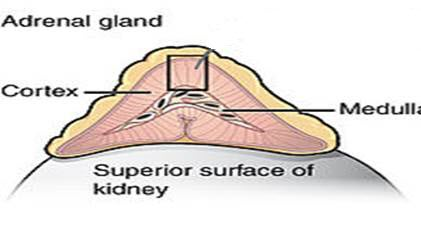 Adrenal gland
Cortex
Medulla
Superior surface of
kidney